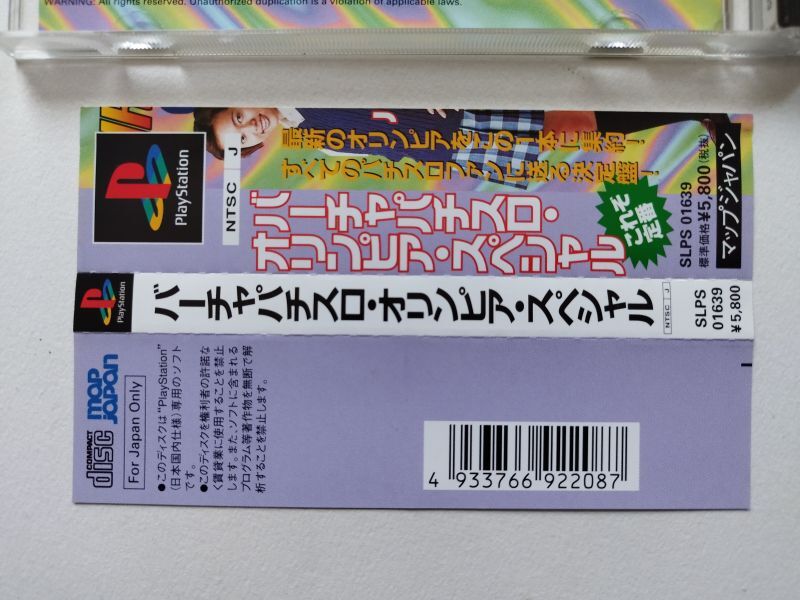 WARNING: All rights reserved. Unauthorized duplication is a violation of applicable laws.
PlayStation
NTSC J
最新のオリンピアをこの1本に集約!
すべてのパチスロファンに送る決定盤!
バーチャパチスロ・
オリンピア・スペシャル
これぞ
定番
SLPS 01639
標準価格¥5,800(税抜)
マップジャパン
PlayStation
バーチャパチスロ・オリンピア・スペシャル
NTSC J
SLPS
01639
¥5,800
COMPACT
disc
map
japan
For Japan Only
●このディスクは“PlayStation”
(日本国内仕様)専用のソフト
です。
●このディスクを権利者の許諾な
く賃貸業に使用することを禁止
します。また、ソフトに含まれる
プログラム等著作物を無断で解
析することを禁止します。
4 933766 922087